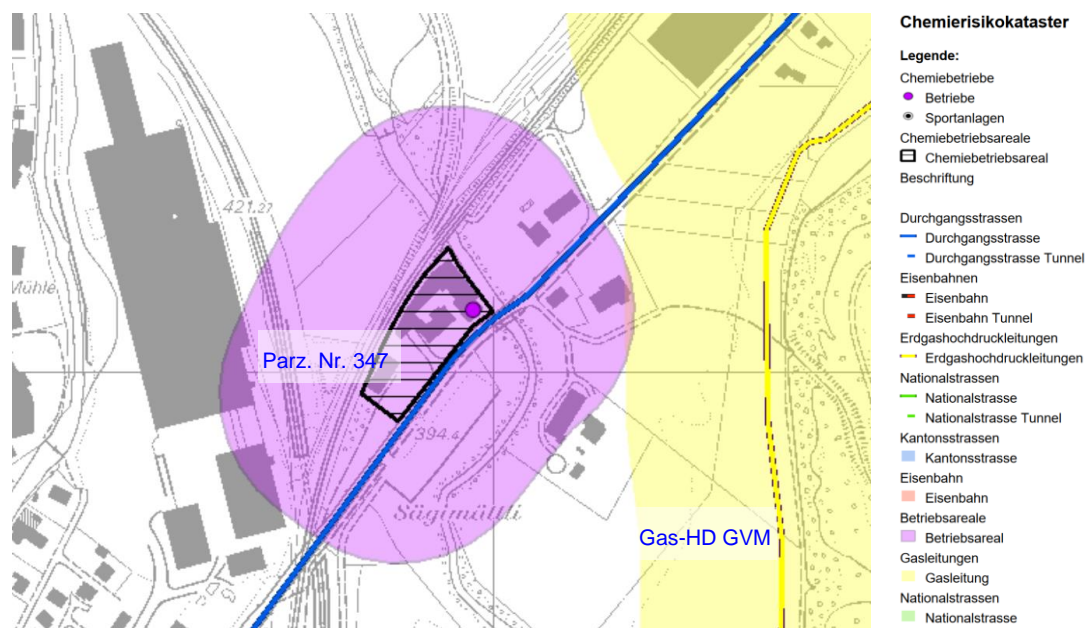 421.27
Mühle
Parz. Nr. 347
394.4
Sägimüli
Gas-HD GVM
Chemierisikokataster
Legende:
Chemiebetriebe
Betriebe
Sportanlagen
Chemiebetriebsareale
Chemiebetriebsareal
Beschriftung
Durchgangsstrassen
Durchgangsstrasse
Durchgangsstrasse Tunnel
Eisenbahnen
Eisenbahn
Eisenbahn Tunnel
Erdgashochdruckleitungen
Erdgashochdruckleitungen
Nationalstrassen
Nationalstrasse
Nationalstrasse Tunnel
Kantonsstrassen
Kantonsstrasse
Eisenbahn
Eisenbahn
Betriebsareale
Betriebsareal
Gasleitungen
Gasleitung
Nationalstrassen
Nationalstrasse